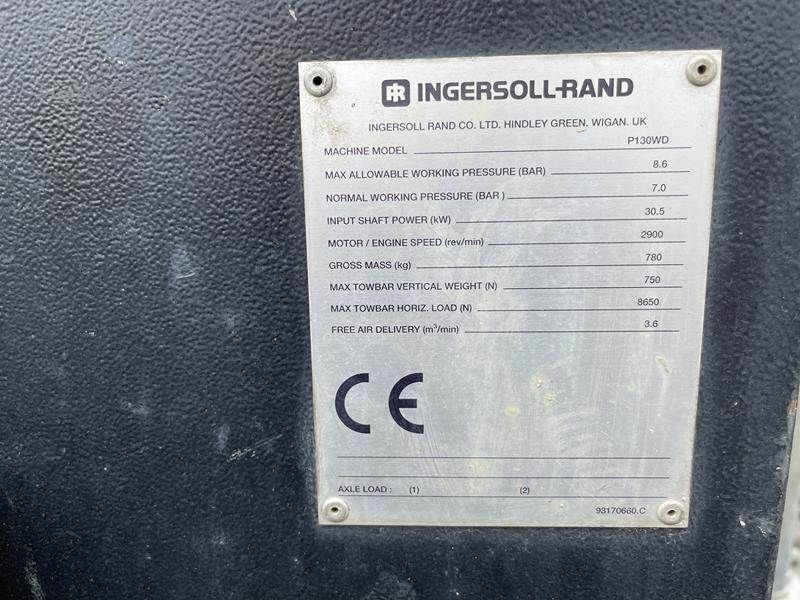 IR INGERSOLL-RAND
INGERSOLL RAND CO. LTD. HINDLEY GREEN. WIGAN. UK
MACHINE MODEL P130WD
MAX ALLOWABLE WORKING PRESSURE (BAR) 8.6
NORMAL WORKING PRESSURE (BAR ) 7.0
INPUT SHAFT POWER (kW) 30.5
MOTOR / ENGINE SPEED (rev/min) 2900
GROSS MASS (kg) 780
MAX TOWBAR VERTICAL WEIGHT (N) 750
MAX TOWBAR HORIZ. LOAD (N) 8650
FREE AIR DELIVERY (m³/min) 3.6
CE
AXLE LOAD : (1) (2)
93170660.C